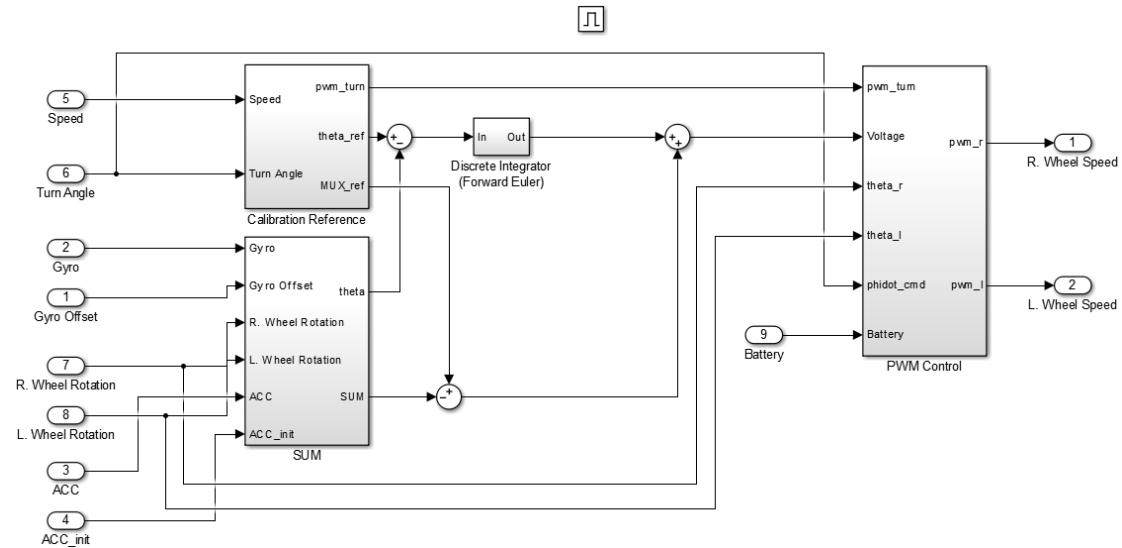 5
Speed
6
Turn Angle
2
Gyro
1
Gyro Offset
7
R. Wheel Rotation
8
L. Wheel Rotation
3
ACC
4
ACC_init
Speed
Turn Angle
pwm_turn
theta_ref
MUX_ref
Calibration Reference
Gyro
Gyro Offset
R. Wheel Rotation
L. Wheel Rotation
ACC
ACC_init
theta
SUM
SUM
In Out
Discrete Integrator
(Forward Euler)
9
Battery
pwm_turn
Voltage
theta_r
theta_l
phidot_cmd
Battery
pwm_r
pwm_l
PWM Control
1
R. Wheel Speed
2
L. Wheel Speed